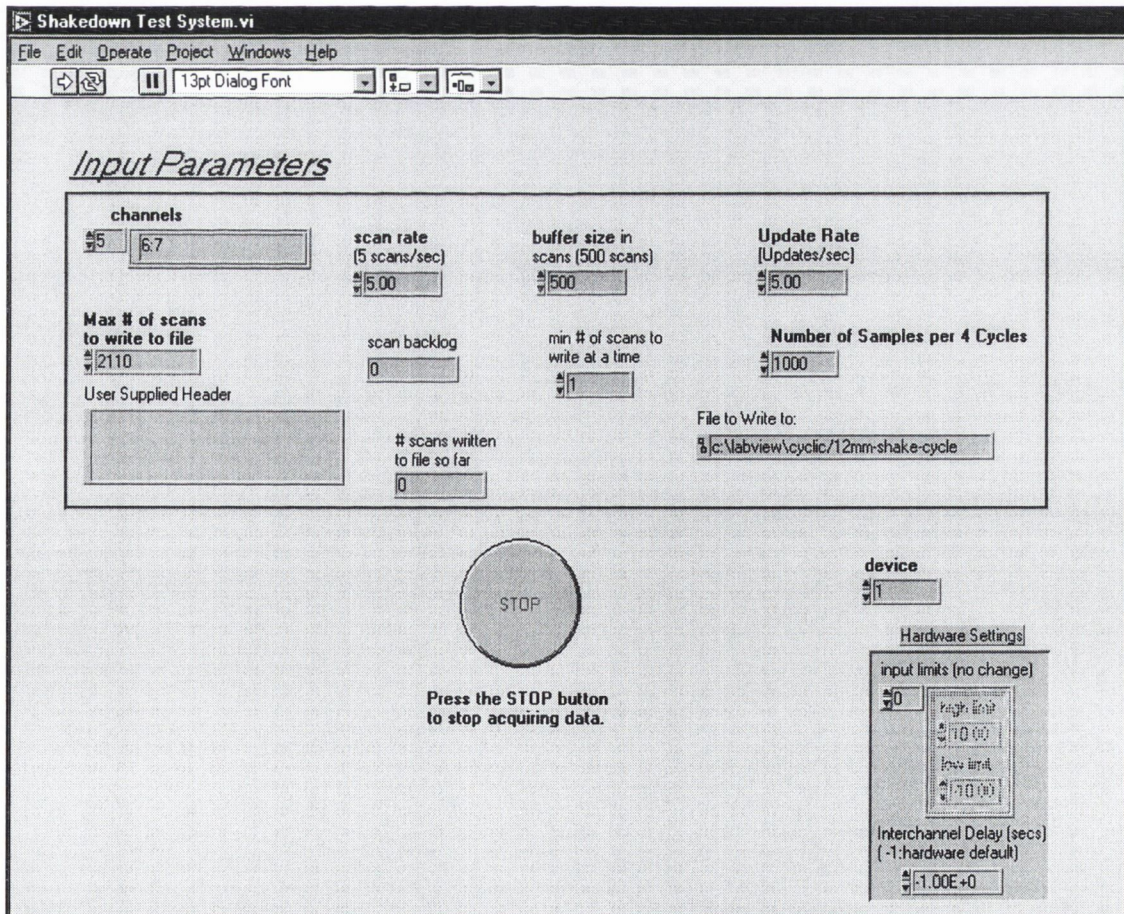 Shakedown Test System.vi
File Edit Operate Project Windows Help
13pt Dialog Font
Input Parameters
channels
5 6:7
scan rate
(5 scans/sec)
5.00
buffer size in
scans (500 scans)
500
Update Rate
(Updates/sec)
5.00
Max # of scans
to write to file
2110
scan backlog
0
min # of scans to
write at a time
1
Number of Samples per 4 Cycles
1000
User Supplied Header
# scans written
to file so far
0
File to Write to:
c:\labview\cyclic/12mm-shake-cycle
STOP
Press the STOP button
to stop acquiring data.
device
1
Hardware Settings
input limits (no change)
0
high limit
10.00
low limit
-10.00
Interchannel Delay (secs)
( -1:hardware default)
-1.00E+0